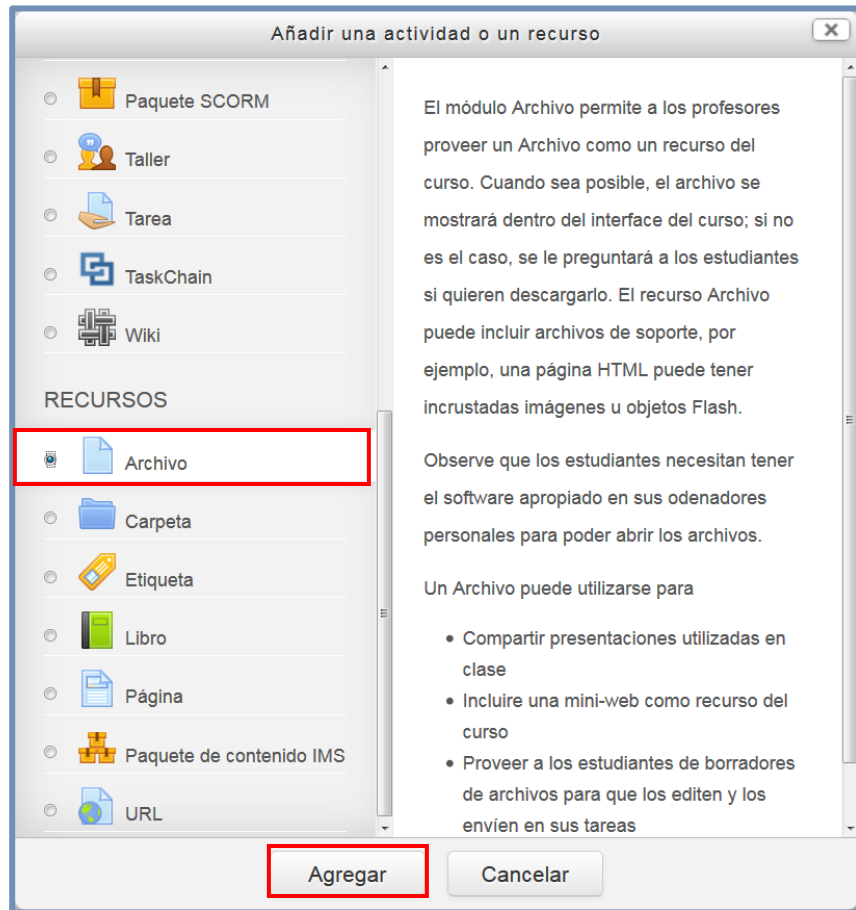 Añadir una actividad o un recurso
Paquete SCORM
Taller
Tarea
TaskChain
Wiki
RECURSOS
Archivo
Carpeta
Etiqueta
Libro
Página
Paquete de contenido IMS
URL
El módulo Archivo permite a los profesores
proveer un Archivo como un recurso del
curso. Cuando sea posible, el archivo se
mostrará dentro del interface del curso; si no
es el caso, se le preguntará a los estudiantes
si quieren descargarlo. El recurso Archivo
puede incluir archivos de soporte, por
ejemplo, una página HTML puede tener
incrustadas imágenes u objetos Flash.
Observe que los estudiantes necesitan tener
el software apropiado en sus odenadores
personales para poder abrir los archivos.
Un Archivo puede utilizarse para
• Compartir presentaciones utilizadas en
clase
• Incluire una mini-web como recurso del
curso
• Proveer a los estudiantes de borradores
de archivos para que los editen y los
envíen en sus tareas
Agregar
Cancelar